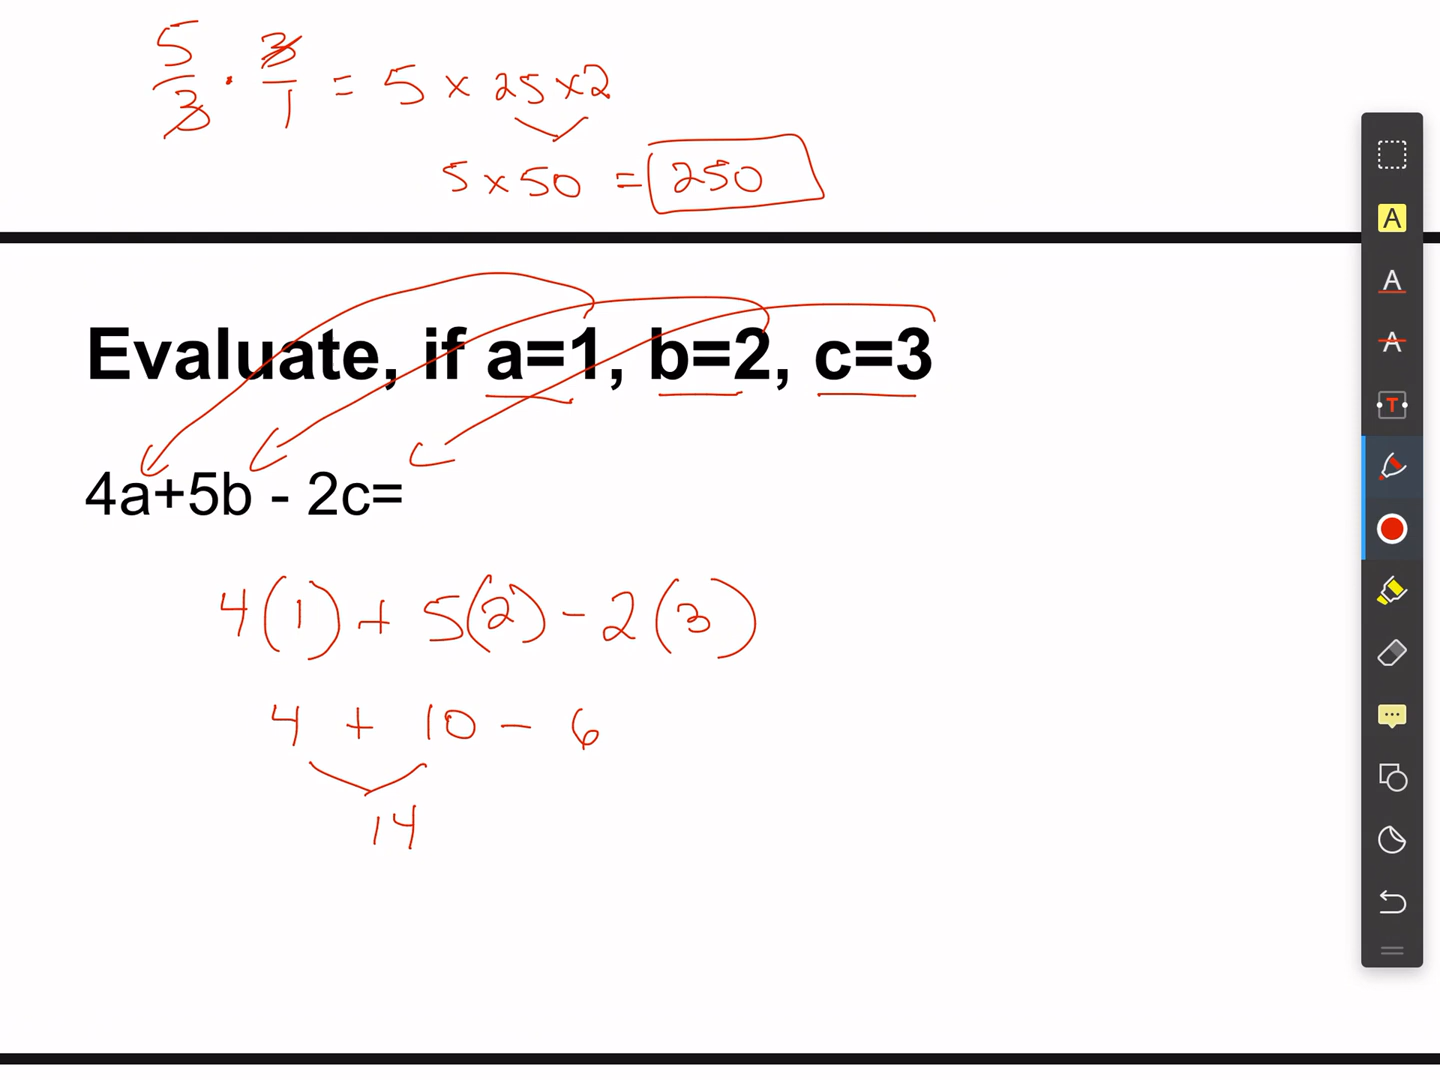 5/3 · 3/1 = 5 × 25 × 2
5 × 50 = 250
Evaluate, if a=1, b=2, c=3
4a+5b - 2c=
4(1) + 5(2) - 2(3)
4 + 10 - 6
14
A
A
A
T